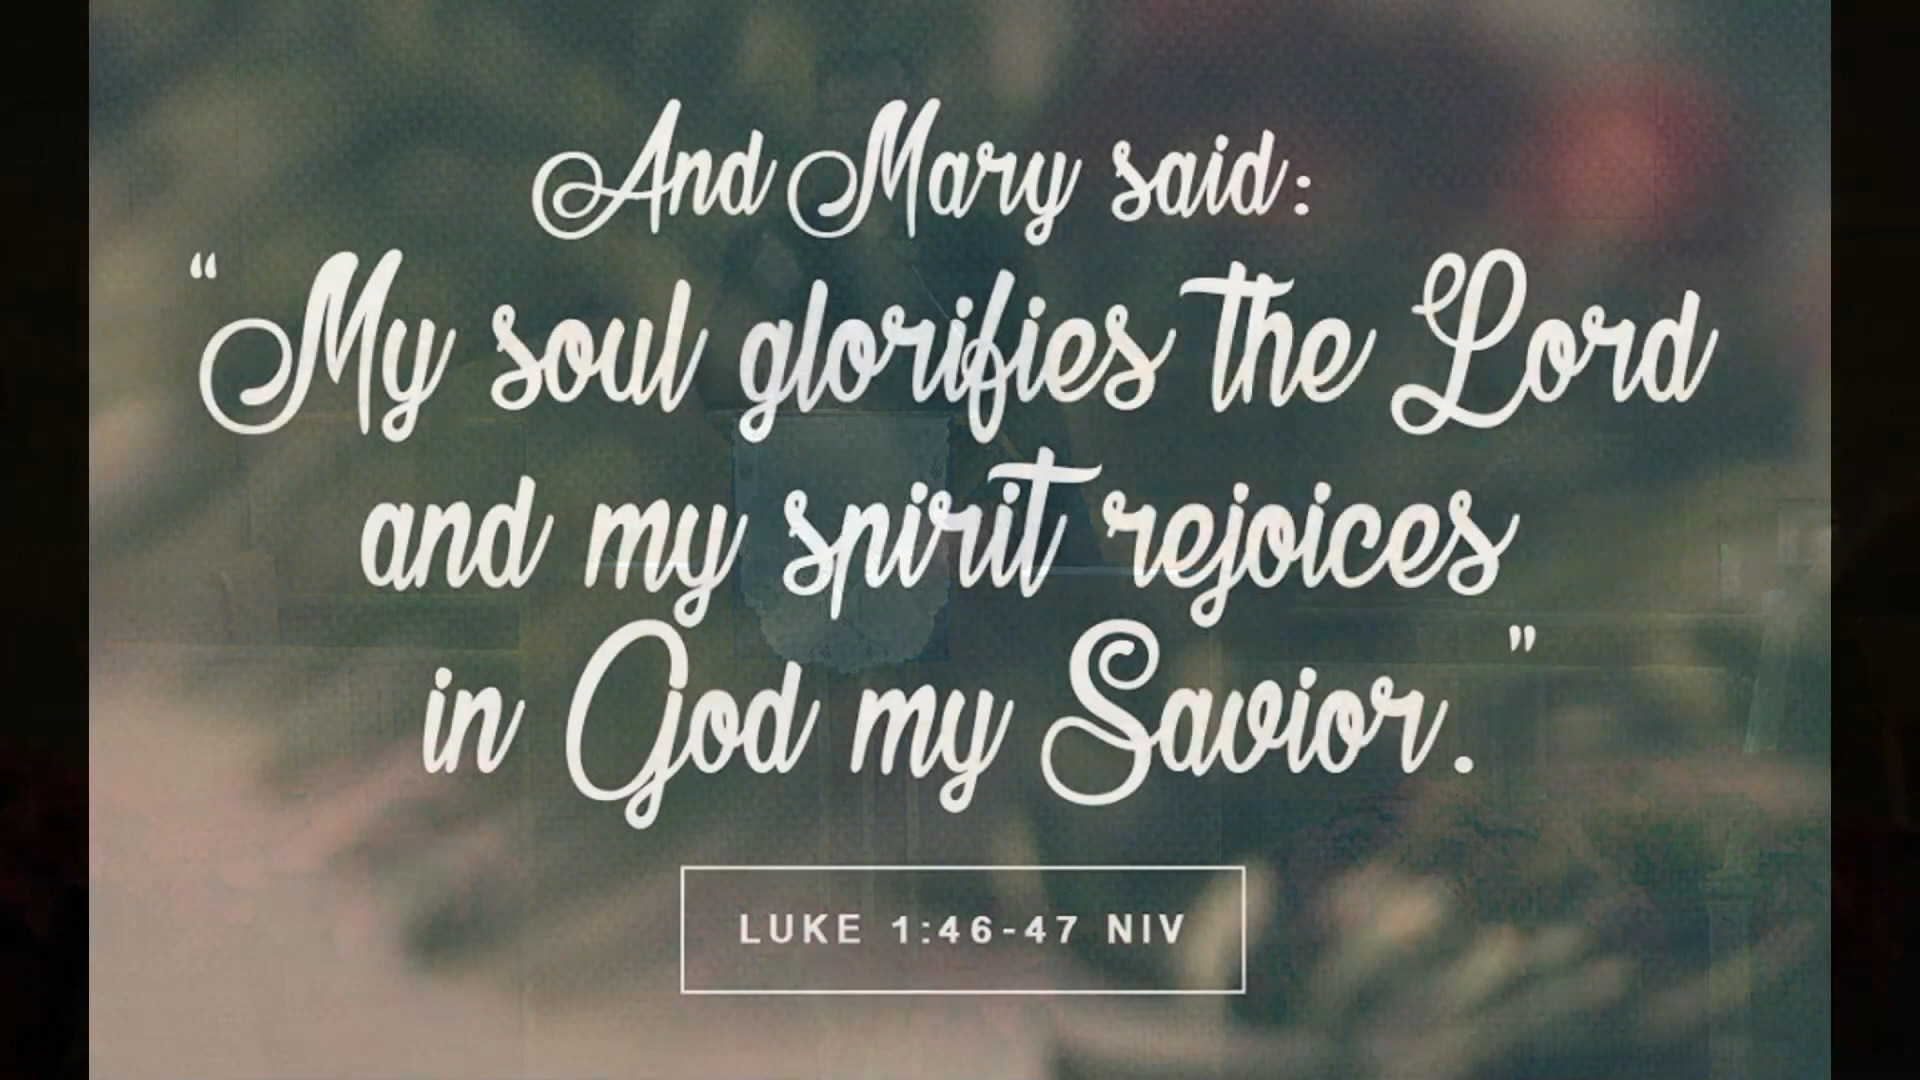 And Mary said:
“My soul glorifies the Lord
and my spirit rejoices
in God my Savior.”
LUKE 1:46-47 NIV